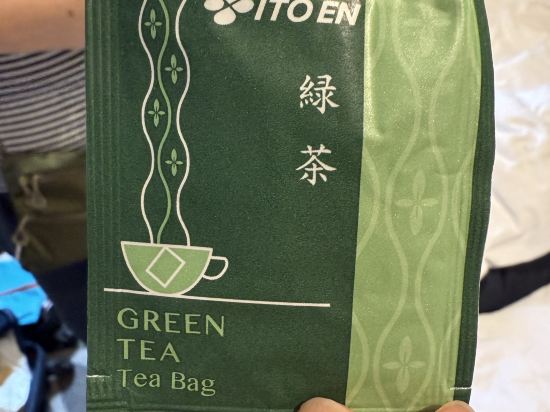 ITO EN
緑茶
GREEN
TEA
Tea Bag